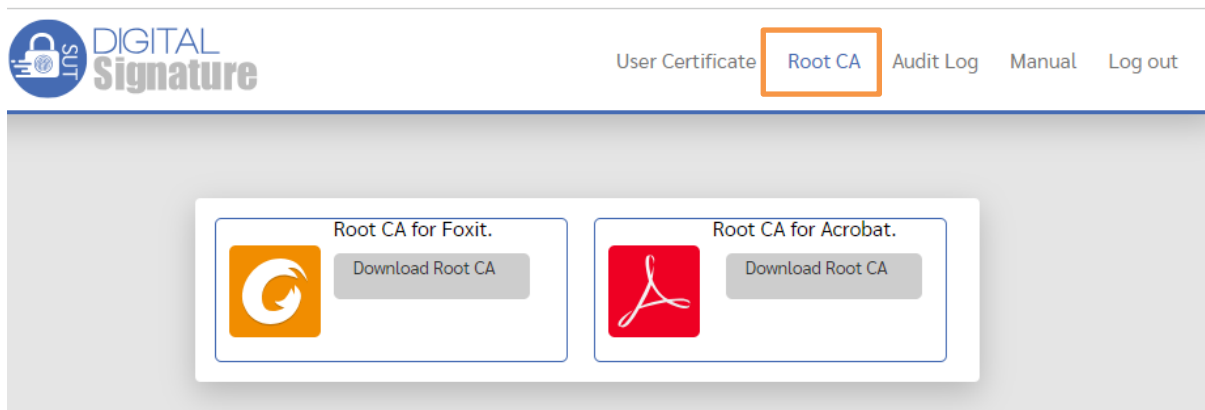 SUT
DIGITAL
Signature
User Certificate Root CA Audit Log Manual Log out
Root CA for Foxit.
Download Root CA
Root CA for Acrobat.
Download Root CA